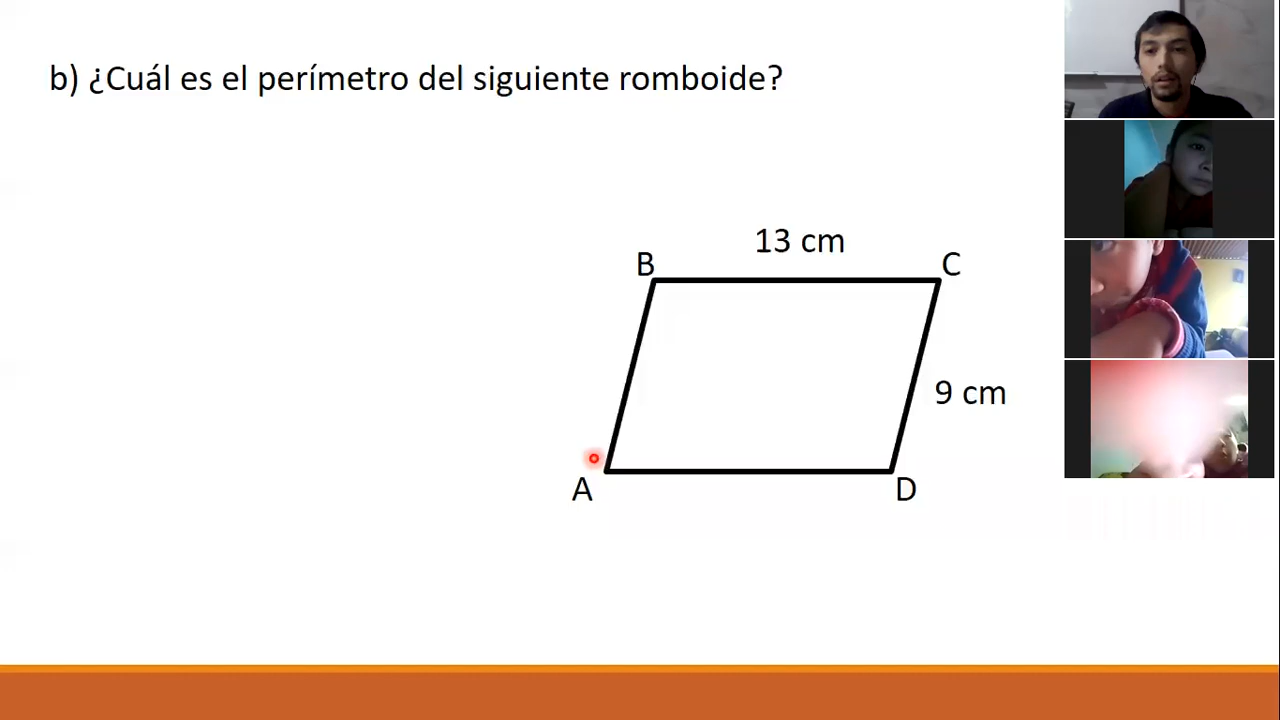 b) ¿Cuál es el perímetro del siguiente romboide?
13 cm
B
C
9 cm
A
D